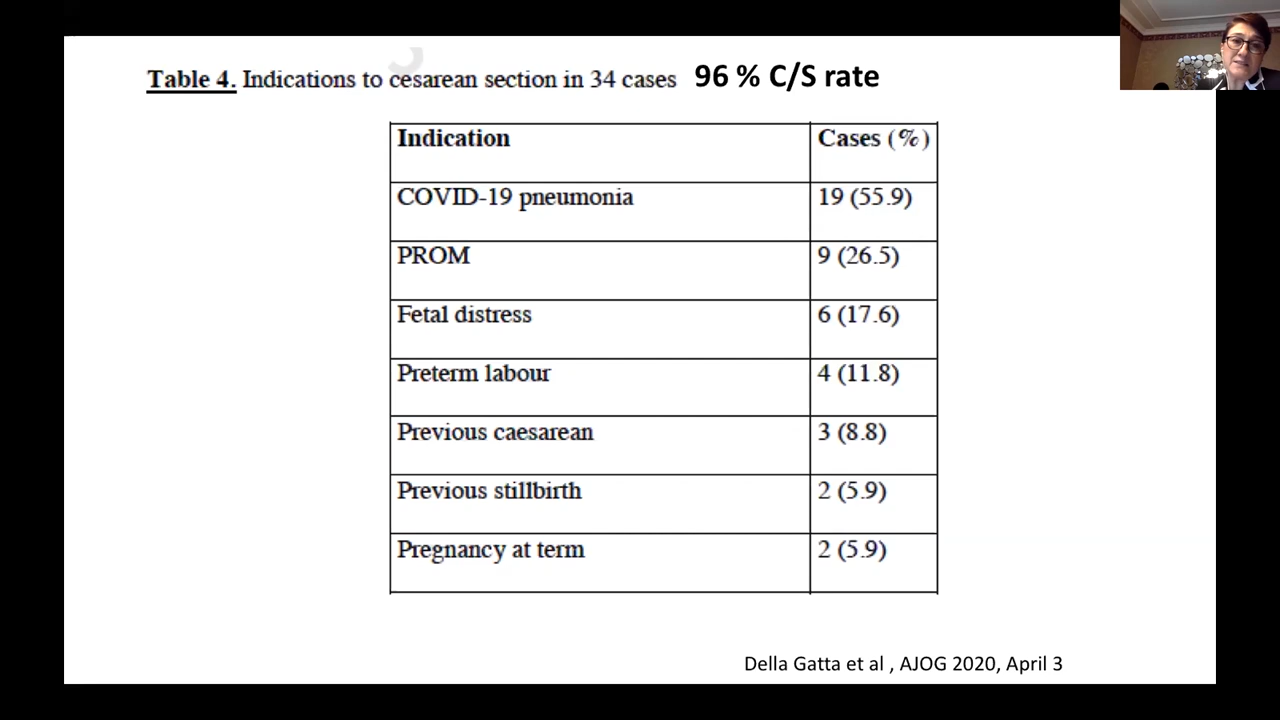 Table 4. Indications to cesarean section in 34 cases 96 % C/S rate
Indication Cases (%)
COVID-19 pneumonia 19 (55.9)
PROM 9 (26.5)
Fetal distress 6 (17.6)
Preterm labour 4 (11.8)
Previous caesarean 3 (8.8)
Previous stillbirth 2 (5.9)
Pregnancy at term 2 (5.9)
Della Gatta et al , AJOG 2020, April 3